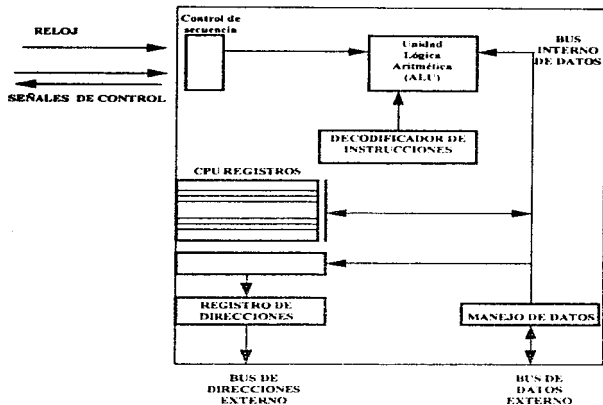 Control de
secuencia
RELOJ
SEÑALES DE CONTROL
Unidad
Lógica
Aritmética
(ALU)
BUS
INTERNO
DE DATOS
DECODIFICADOR DE
INSTRUCCIONES
CPU REGISTROS
REGISTRO DE
DIRECCIONES
MANEJO DE DATOS
BUS DE
DIRECCIONES
EXTERNO
BUS DE
DATOS
EXTERNO